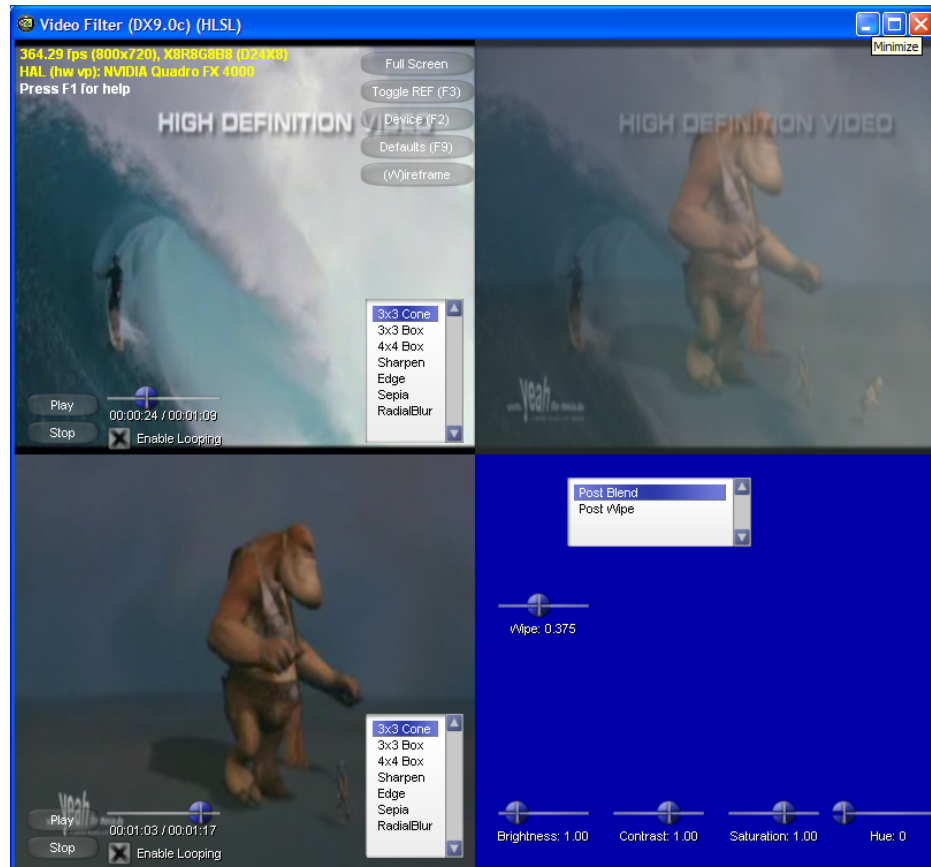 Video Filter (DX9.0c) (HLSL)
Minimize
364.29 fps (800x720), X8R8G8B8 (D24X8)
HAL (hw vp): NVIDIA Quadro FX 4000
Press F1 for help
Full Screen
Toggle REF (F3)
Device (F2)
Defaults (F9)
(W)ireframe
HIGH DEFINITION VIDEO
HIGH DEFINITION VIDEO
3x3 Cone
3x3 Box
4x4 Box
Sharpen
Edge
Sepia
RadialBlur
Play
00:00:24 / 00:01:09
Stop
Enable Looping
yeah
Post Blend
Post Wipe
Wipe: 0.375
3x3 Cone
3x3 Box
4x4 Box
Sharpen
Edge
Sepia
RadialBlur
yeah
Play
00:01:03 / 00:01:17
Stop
Enable Looping
Brightness: 1.00
Contrast: 1.00
Saturation: 1.00
Hue: 0